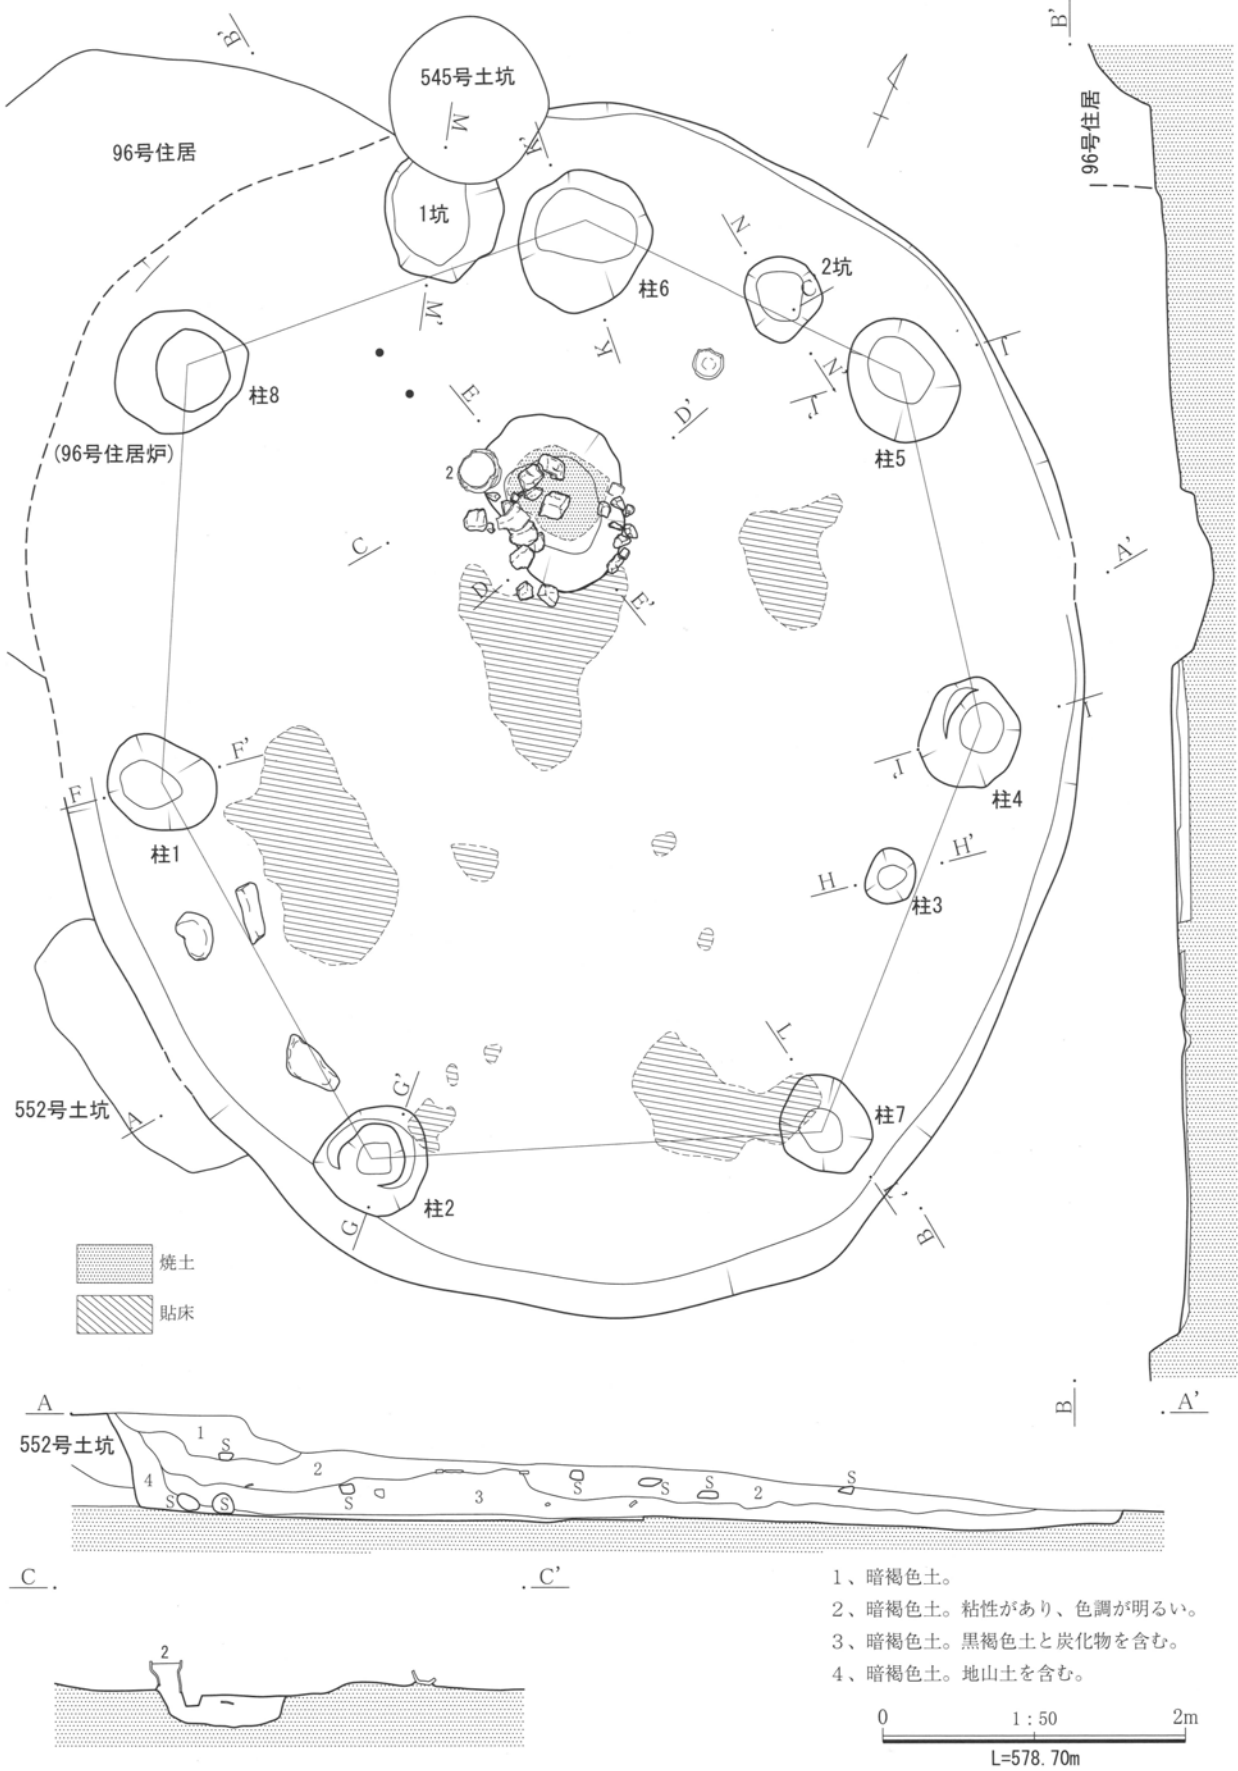 B'
B'
545号土坑
M
A'
96号住居
96号住居
1坑
N
2坑
C'
柱6
M'
K
J
N'
J'
柱8
E
D'
(96号住居炉)
柱5
2
C
A'
D
E'
F'
I
F
I'
柱4
柱1
H'
H
柱3
L
G'
552号土坑
A
柱7
柱2
G
B
焼土
貼床
B
A
A'
552号土坑
1
S
2
4
S
S
S
3
S
S
S
2
S
C
C'
2
1、暗褐色土。
2、暗褐色土。粘性があり、色調が明るい。
3、暗褐色土。黒褐色土と炭化物を含む。
4、暗褐色土。地山土を含む。
0
1:50
2m
L=578.70m